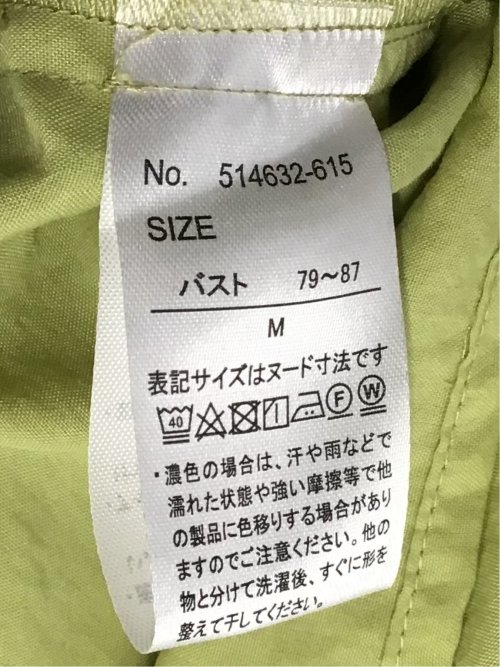 No. 514632-615
SIZE
バスト 79〜87
M
表記サイズはヌード寸法です
40 F W
・濃色の場合は、汗や雨などで
濡れた状態や強い摩擦等で他
の製品に色移りする場合があり
ますのでご注意ください。他の
物と分けて洗濯後、すぐに形を
整えて干してください。